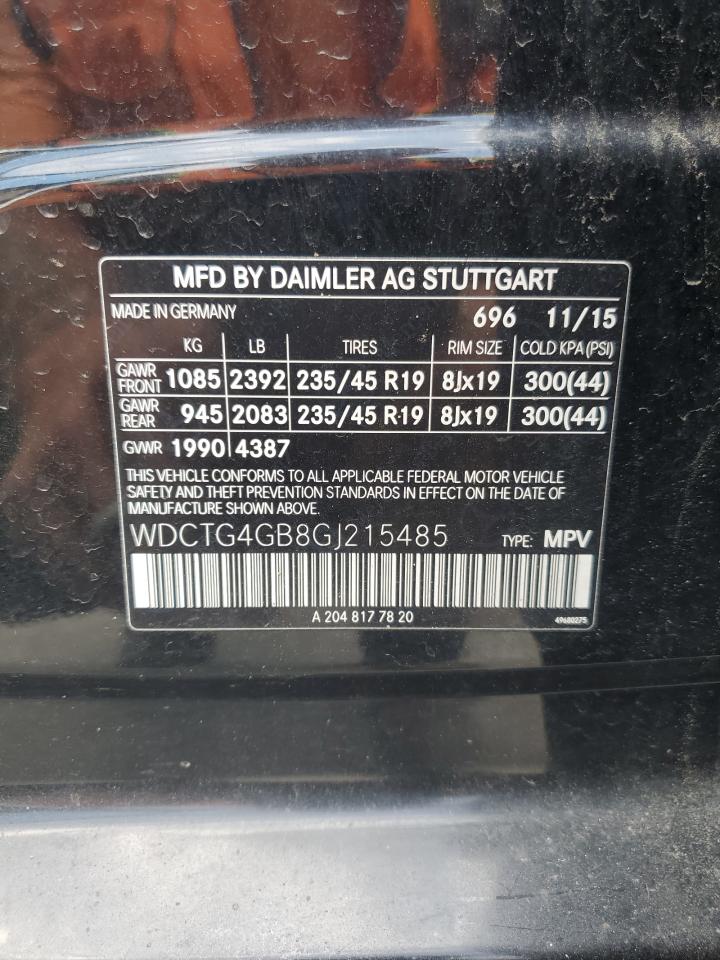 MFD BY DAIMLER AG STUTTGART
MADE IN GERMANY 696 11/15
KG LB TIRES RIM SIZE COLD KPA (PSI)
GAWR FRONT 1085 2392 235/45 R19 8Jx19 300(44)
GAWR REAR 945 2083 235/45 R19 8Jx19 300(44)
GVWR 1990 4387
THIS VEHICLE CONFORMS TO ALL APPLICABLE FEDERAL MOTOR VEHICLE
SAFETY AND THEFT PREVENTION STANDARDS IN EFFECT ON THE DATE OF
MANUFACTURE SHOWN ABOVE.
WDCTG4GB8GJ215485 TYPE: MPV
A 204 817 78 20 49680275